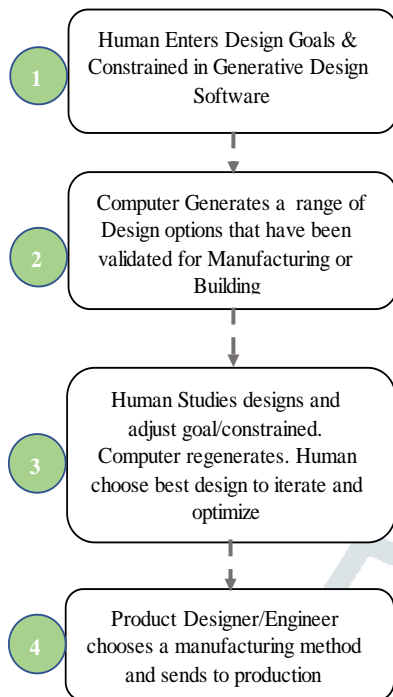 Human Enters Design Goals &
Constrained in Generative Design
Software
1
Computer Generates a range of
Design options that have been
validated for Manufacturing or
Building
2
Human Studies designs and
adjust goal/constrained.
Computer regenerates. Human
choose best design to iterate and
optimize
3
Product Designer/Engineer
chooses a manufacturing method
and sends to production
4